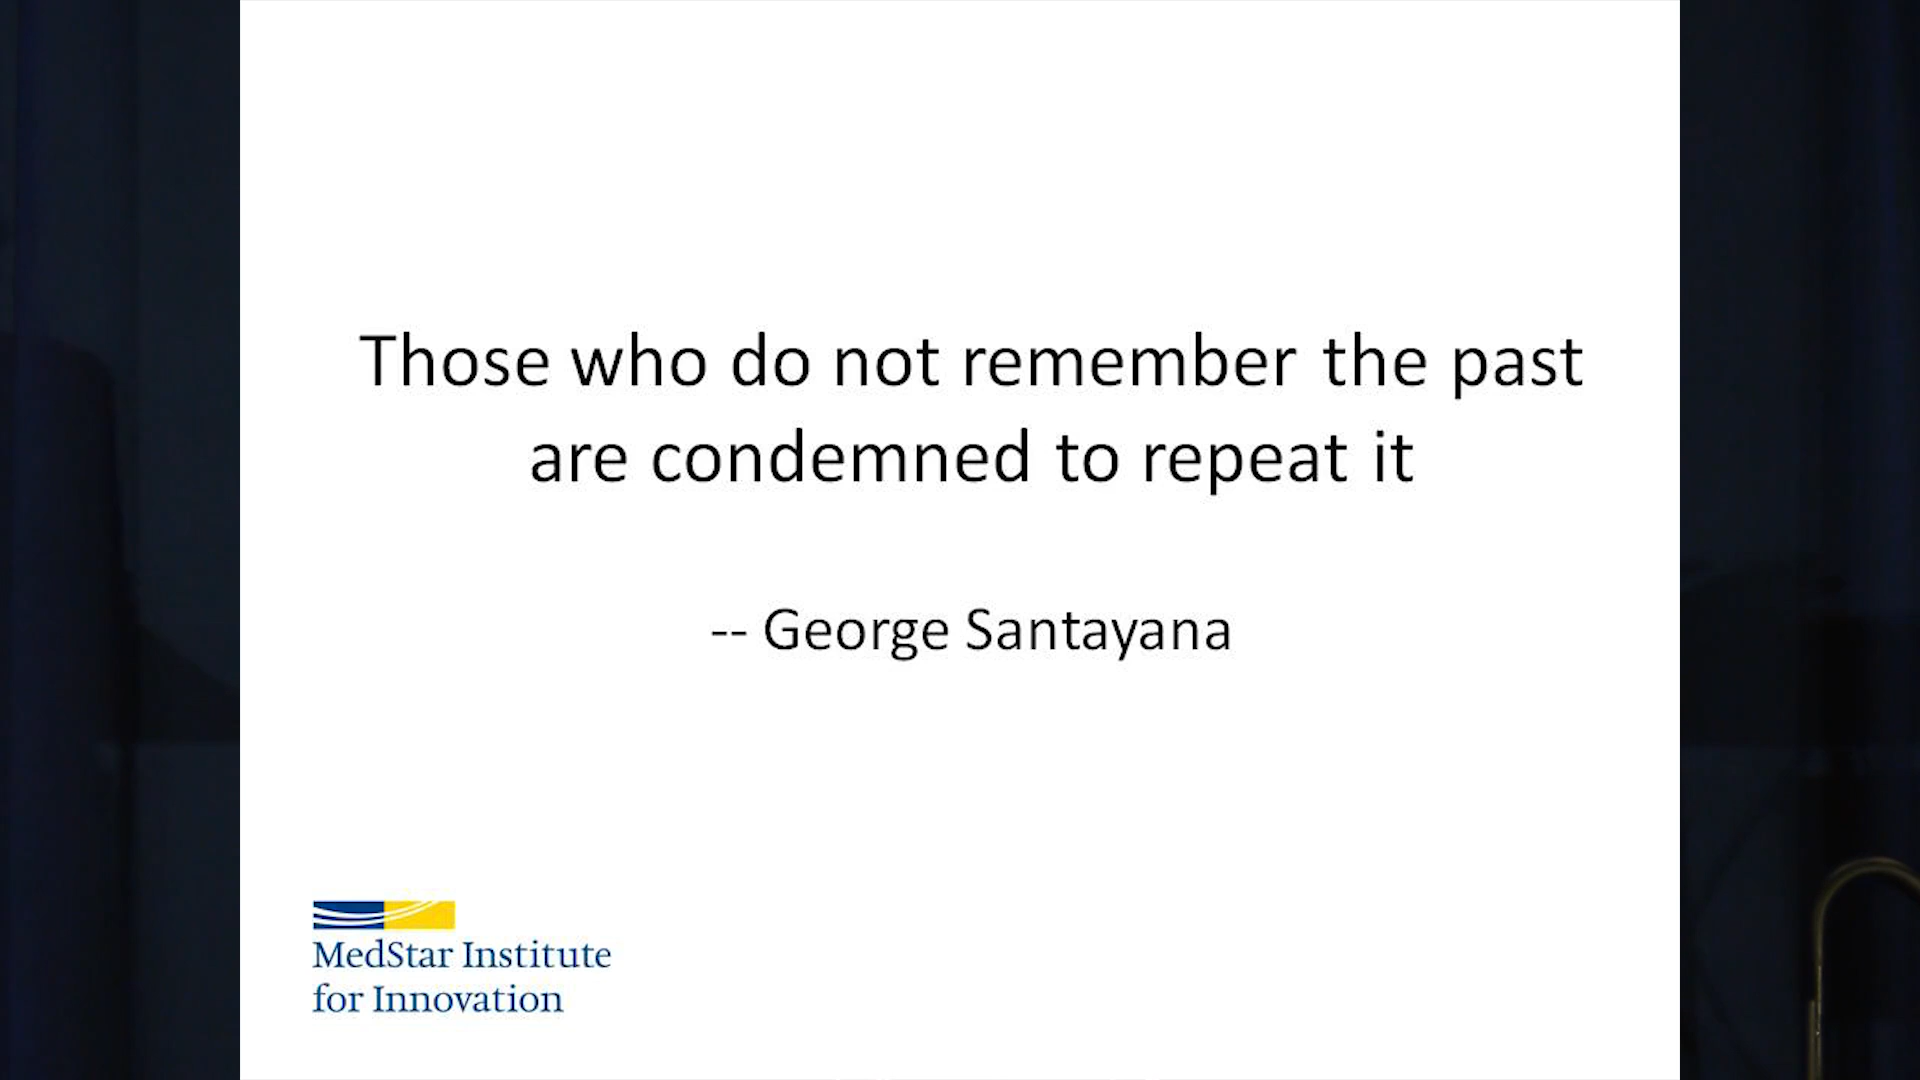 Those who do not remember the past
are condemned to repeat it
-- George Santayana
MedStar Institute
for Innovation